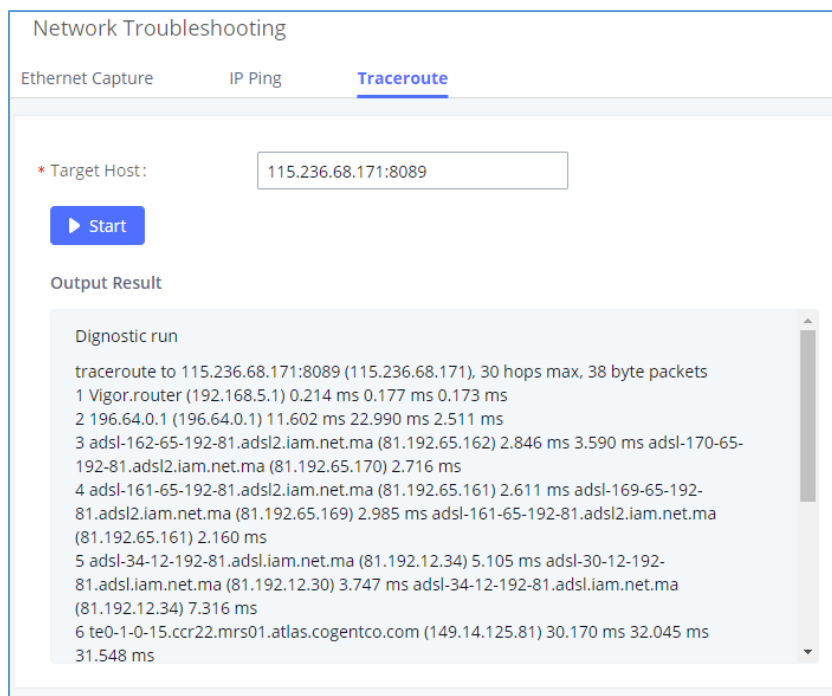 Network Troubleshooting
Ethernet Capture IP Ping Traceroute
* Target Host: 115.236.68.171:8089
Start
Output Result
Dignostic run
traceroute to 115.236.68.171:8089 (115.236.68.171), 30 hops max, 38 byte packets
1 Vigor.router (192.168.5.1) 0.214 ms 0.177 ms 0.173 ms
2 196.64.0.1 (196.64.0.1) 11.602 ms 22.990 ms 2.511 ms
3 adsl-162-65-192-81.adsl2.iam.net.ma (81.192.65.162) 2.846 ms 3.590 ms adsl-170-65-
192-81.adsl2.iam.net.ma (81.192.65.170) 2.716 ms
4 adsl-161-65-192-81.adsl2.iam.net.ma (81.192.65.161) 2.611 ms adsl-169-65-192-
81.adsl2.iam.net.ma (81.192.65.169) 2.985 ms adsl-161-65-192-81.adsl2.iam.net.ma
(81.192.65.161) 2.160 ms
5 adsl-34-12-192-81.adsl.iam.net.ma (81.192.12.34) 5.105 ms adsl-30-12-192-
81.adsl.iam.net.ma (81.192.12.30) 3.747 ms adsl-34-12-192-81.adsl.iam.net.ma
(81.192.12.34) 7.316 ms
6 te0-1-0-15.ccr22.mrs01.atlas.cogentco.com (149.14.125.81) 30.170 ms 32.045 ms
31.548 ms